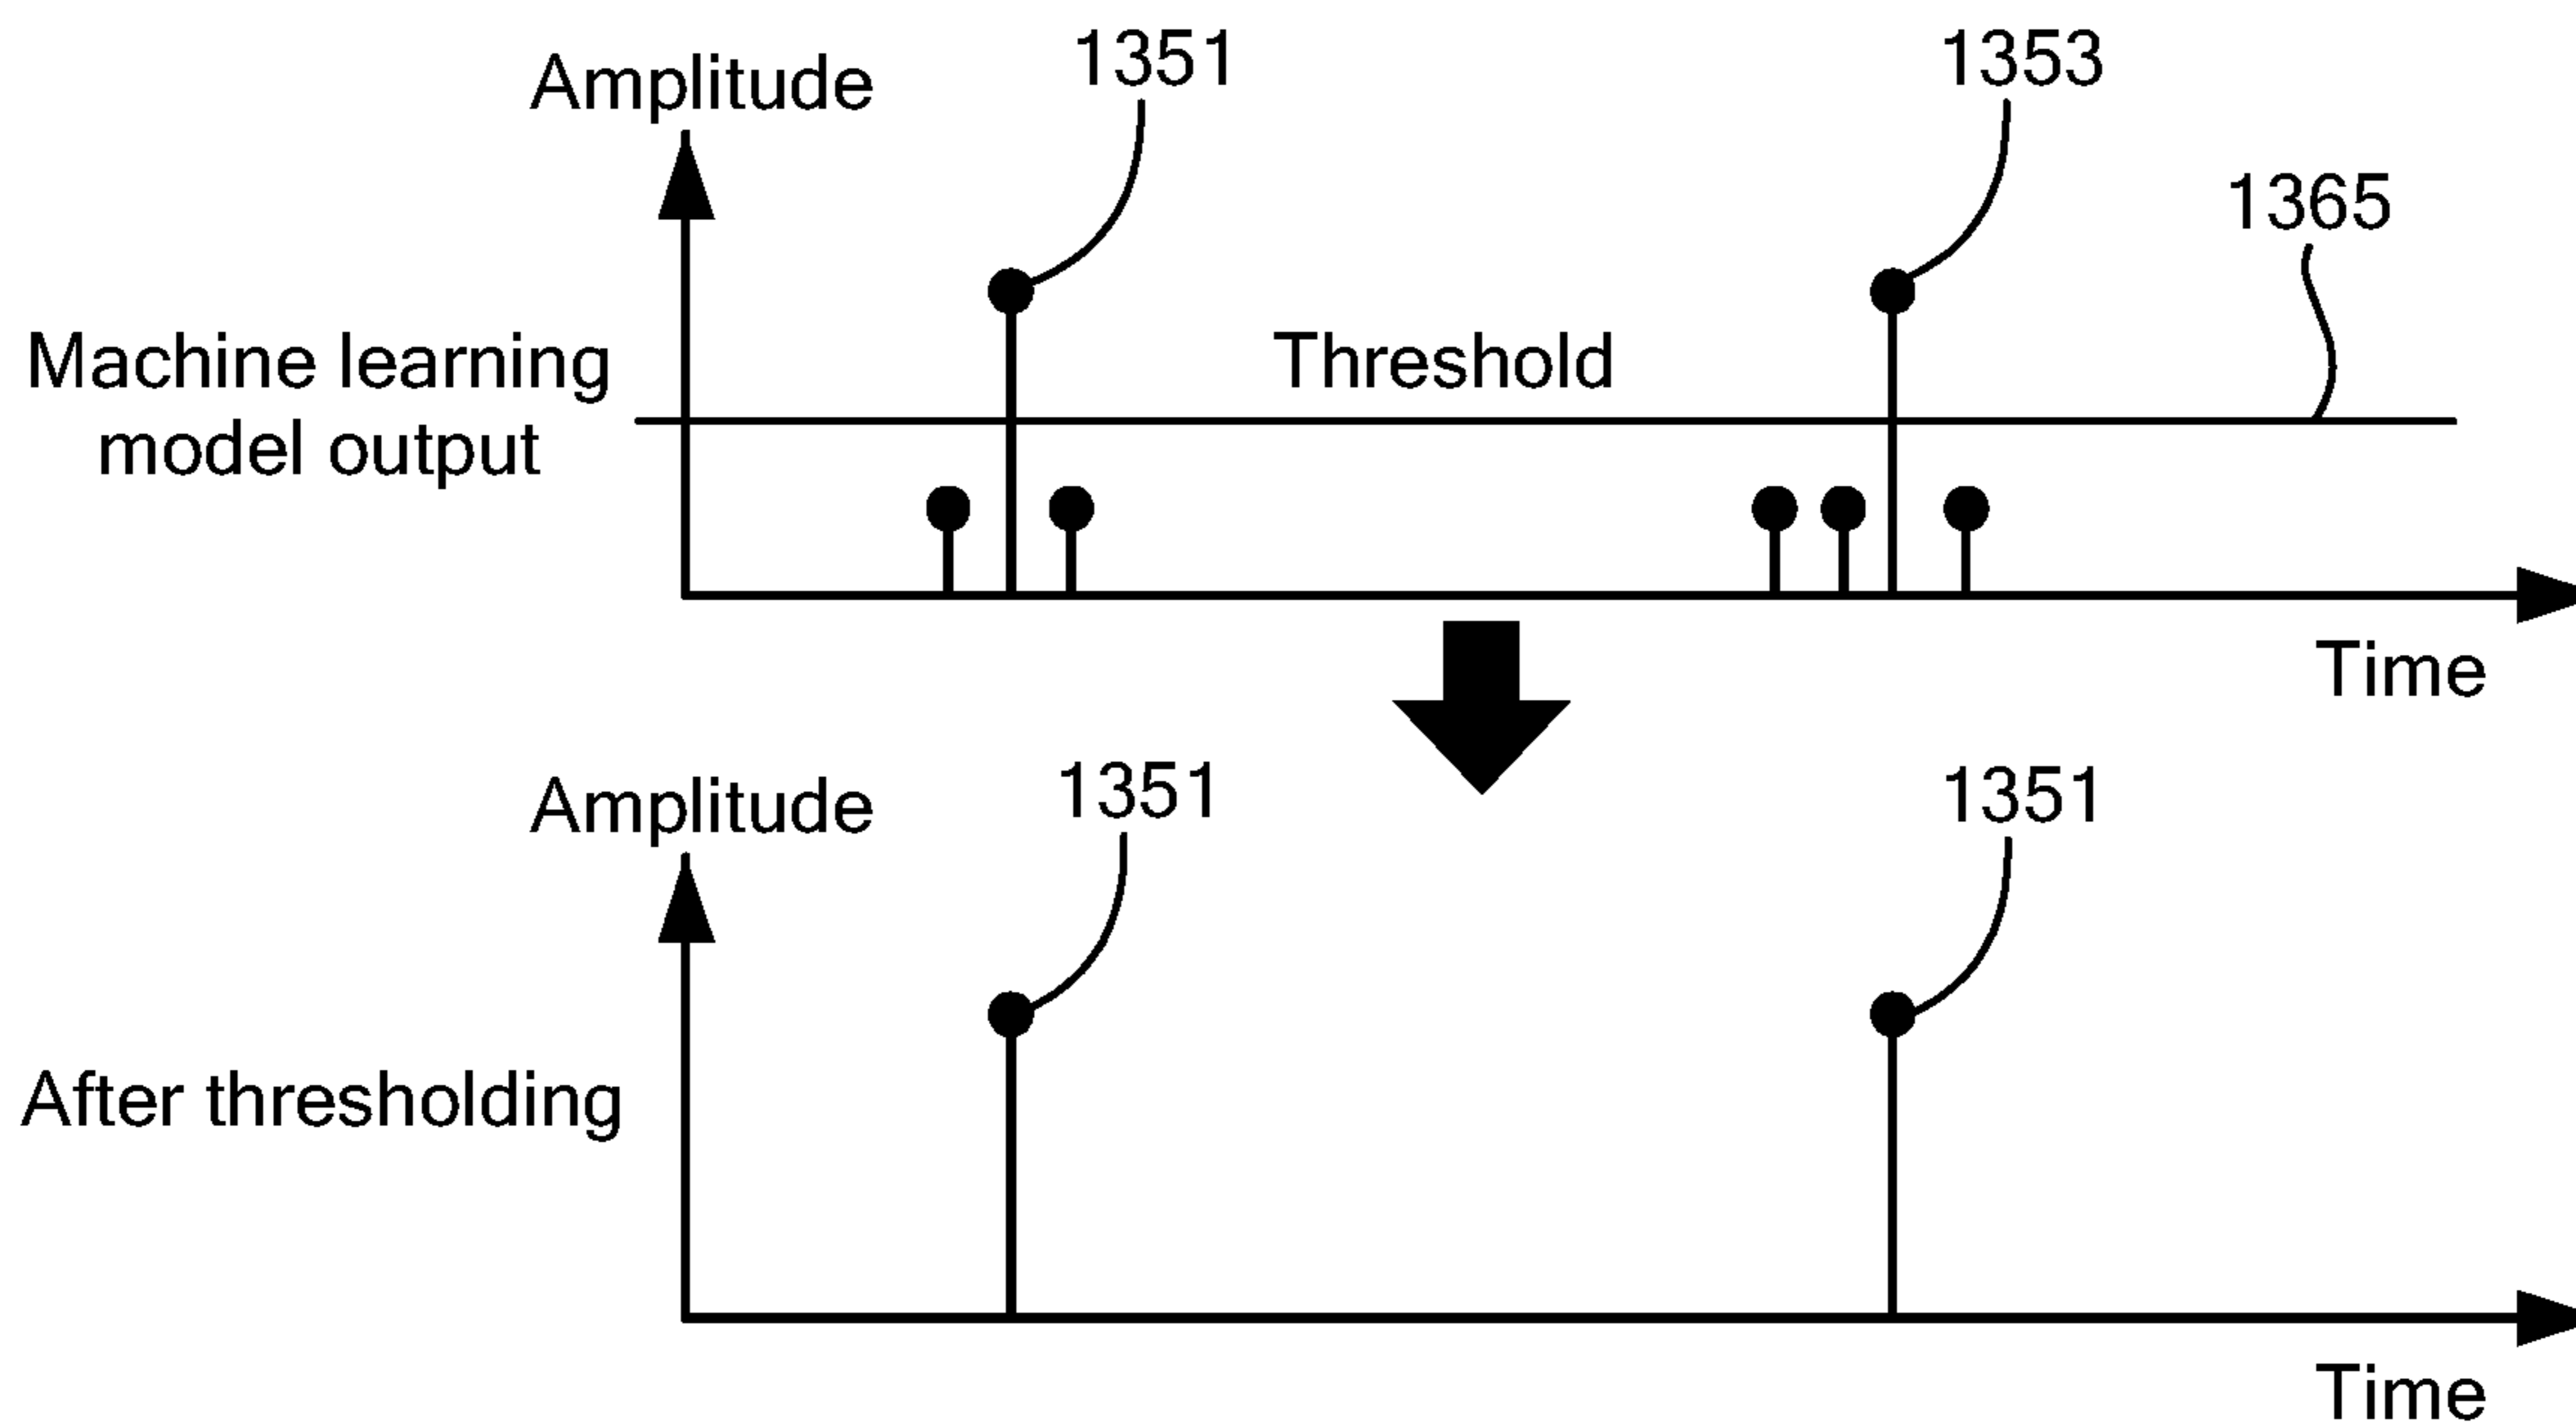 Amplitude
1351
1353
1365
Machine learning
model output
Threshold
Time
Amplitude
1351
1351
After thresholding
Time